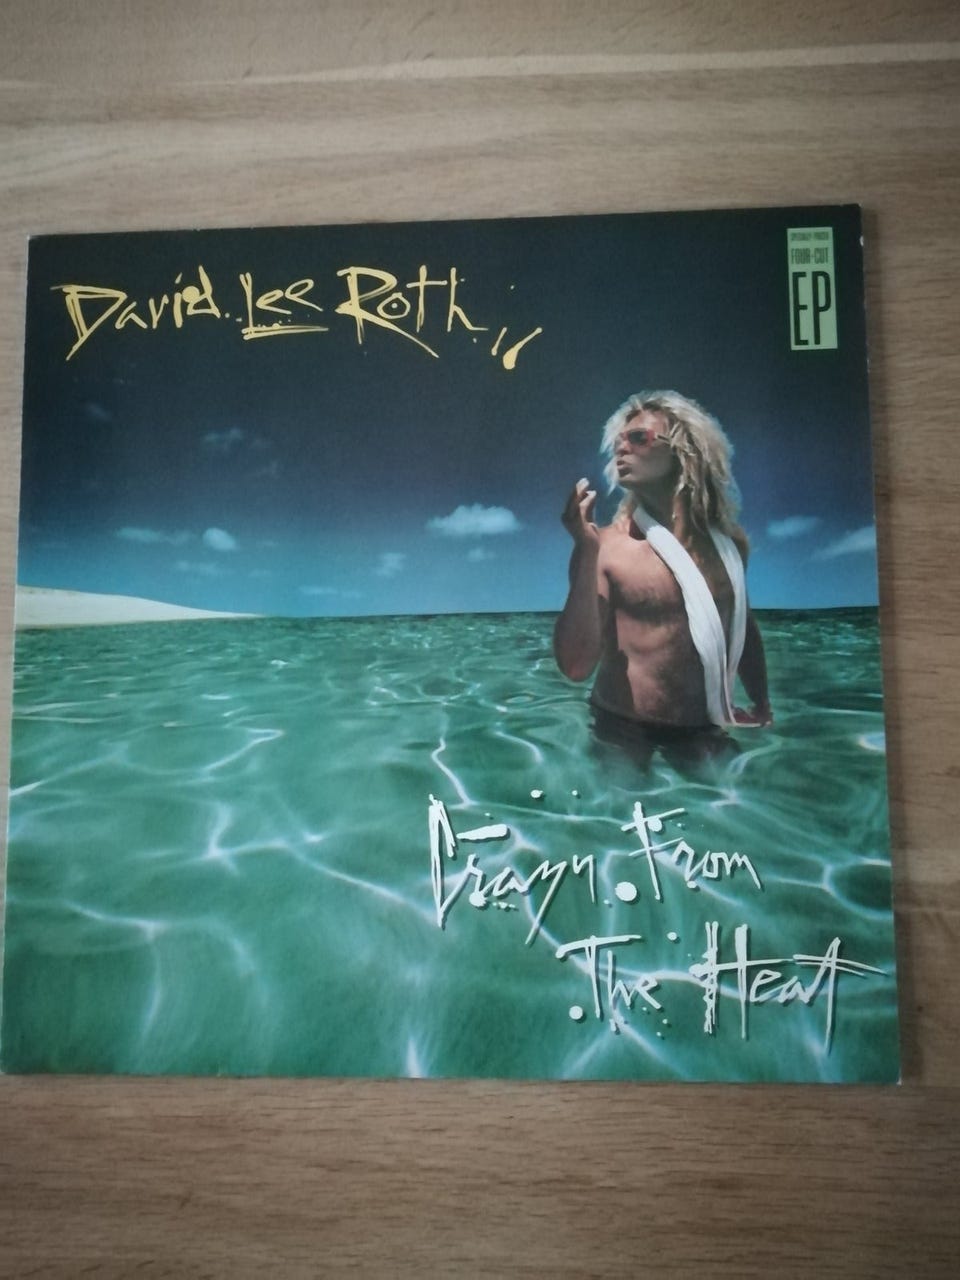 David Lee Roth
SPECIALLY PRICED
FOUR-CUT
EP
Crazy From
The Heat